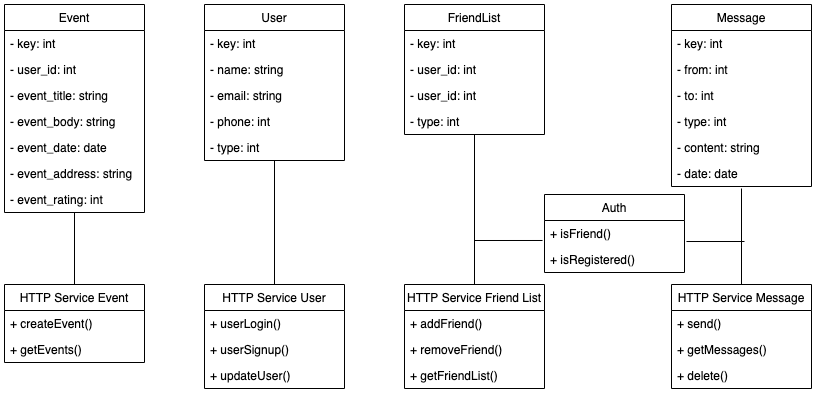 Event
- key: int
- user_id: int
- event_title: string
- event_body: string
- event_date: date
- event_address: string
- event_rating: int
User
- key: int
- name: string
- email: string
- phone: int
- type: int
FriendList
- key: int
- user_id: int
- user_id: int
- type: int
Message
- key: int
- from: int
- to: int
- type: int
- content: string
- date: date
Auth
+ isFriend()
+ isRegistered()
HTTP Service Event
+ createEvent()
+ getEvents()
HTTP Service User
+ userLogin()
+ userSignup()
+ updateUser()
HTTP Service Friend List
+ addFriend()
+ removeFriend()
+ getFriendList()
HTTP Service Message
+ send()
+ getMessages()
+ delete()